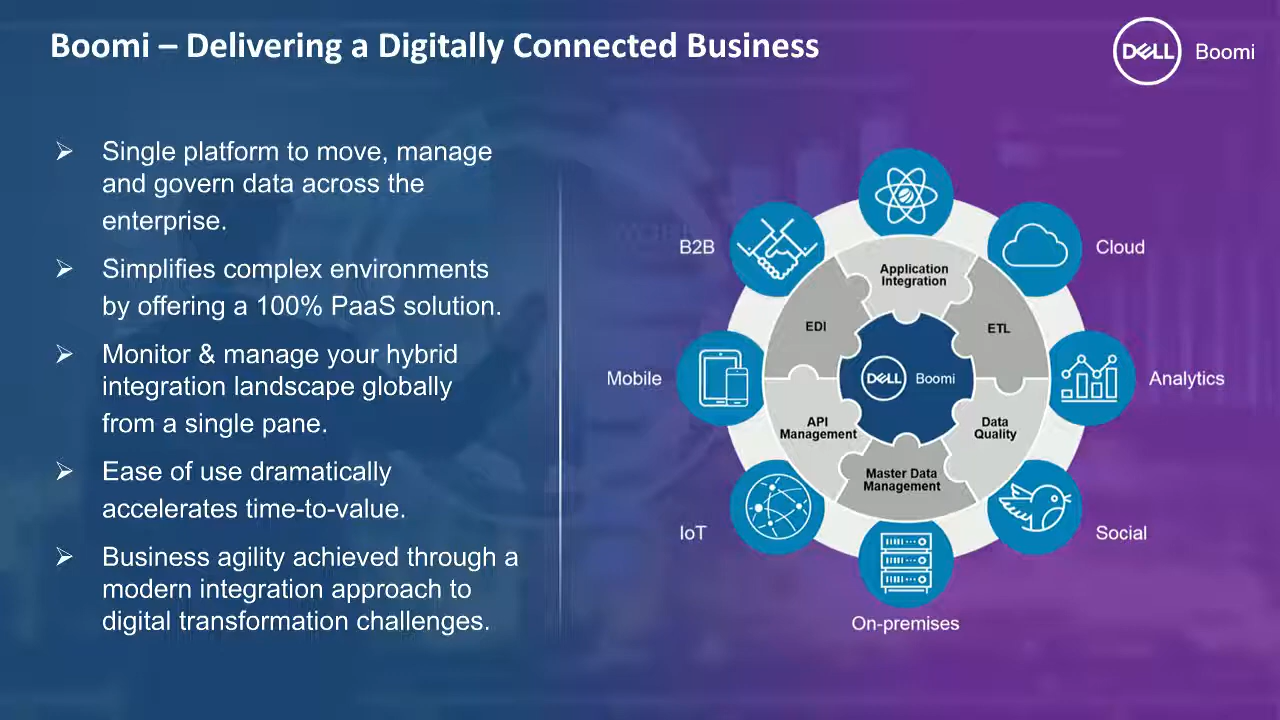 Boomi – Delivering a Digitally Connected Business
DELL Boomi
Single platform to move, manage
and govern data across the
enterprise.
Simplifies complex environments
by offering a 100% PaaS solution.
Monitor & manage your hybrid
integration landscape globally
from a single pane.
Ease of use dramatically
accelerates time-to-value.
Business agility achieved through a
modern integration approach to
digital transformation challenges.
B2B
Cloud
Application
Integration
EDI
ETL
Mobile
DELL Boomi
Analytics
API
Management
Data
Quality
Master Data
Management
IoT
Social
On-premises